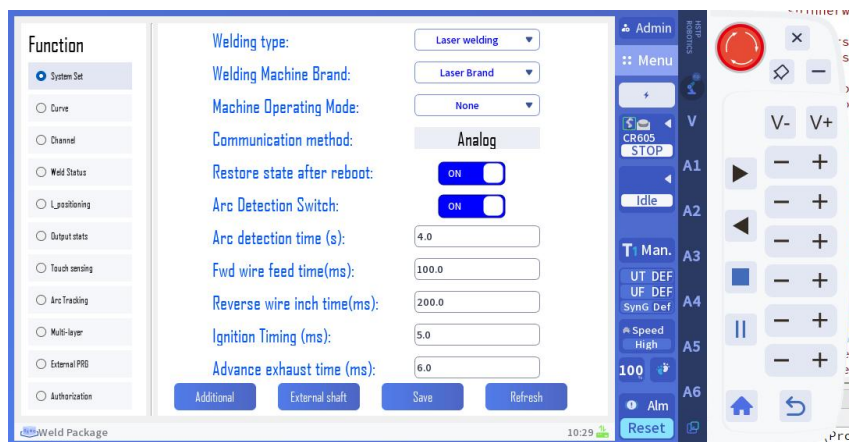 Function
System Set
Curve
Channel
Weld Status
L_positioning
Output stats
Touch sensing
Arc Tracking
Multi-layer
External PRG
Authorization
Welding type: Laser welding
Welding Machine Brand: Laser Brand
Machine Operating Mode: None
Communication method: Analog
Restore state after reboot: ON
Arc Detection Switch: ON
Arc detection time (s): 4.0
Fwd wire feed time(ms): 100.0
Reverse wire inch time(ms): 200.0
Ignition Timing (ms): 5.0
Advance exhaust time (ms): 6.0
Additional External shaft Save Refresh
Weld Package 10:29
Admin
Menu
CR605
STOP
Idle
T1 Man.
UT DEF
UF DEF
SynG Def
Speed
High
100
Alm
Reset
HSTP
ROBOTICS
V
A1
A2
A3
A4
A5
A6
V- V+
- +
- +
- +
- +
- +
- +